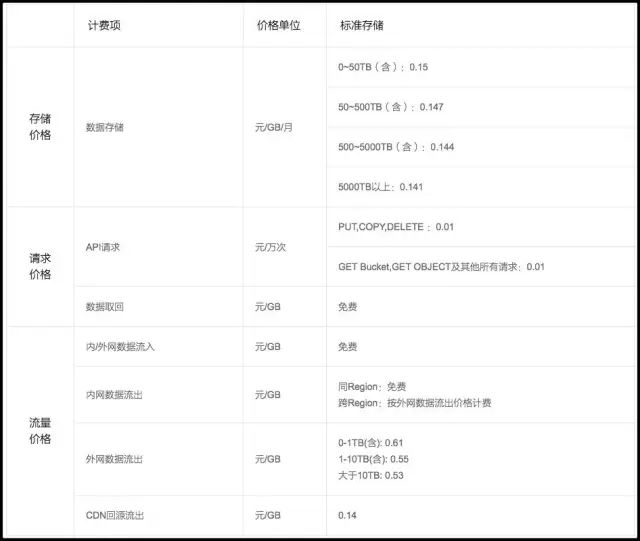 计费项 价格单位 标准存储
存储
价格
数据存储 元/GB/月
0~50TB（含）：0.15
50~500TB（含）：0.147
500~5000TB（含）：0.144
5000TB以上：0.141
请求
价格
API请求 元/万次
PUT,COPY,DELETE ：0.01
GET Bucket,GET OBJECT及其他所有请求：0.01
数据取回 元/GB 免费
流量
价格
内/外网数据流入 元/GB 免费
内网数据流出 元/GB
同Region：免费
跨Region：按外网数据流出价格计费
外网数据流出 元/GB
0-1TB(含): 0.61
1-10TB(含): 0.55
大于10TB: 0.53
CDN回源流出 元/GB 0.14